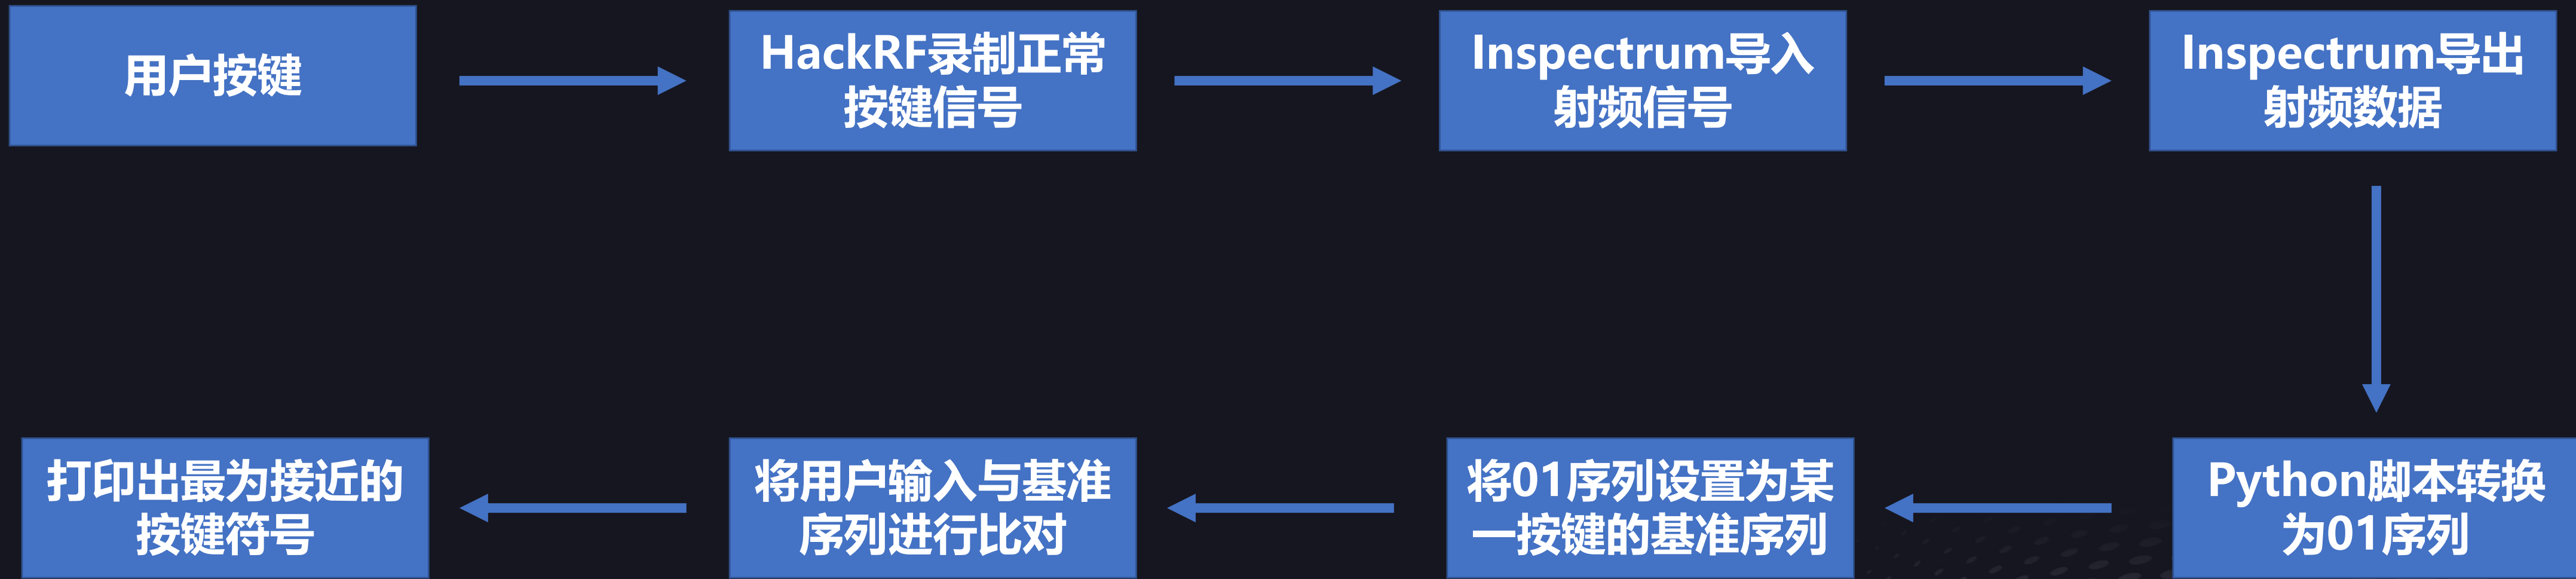 用户按键
HackRF录制正常
按键信号
Inspectrum导入
射频信号
Inspectrum导出
射频数据
打印出最为接近的
按键符号
将用户输入与基准
序列进行比对
将01序列设置为某
一按键的基准序列
Python脚本转换
为01序列